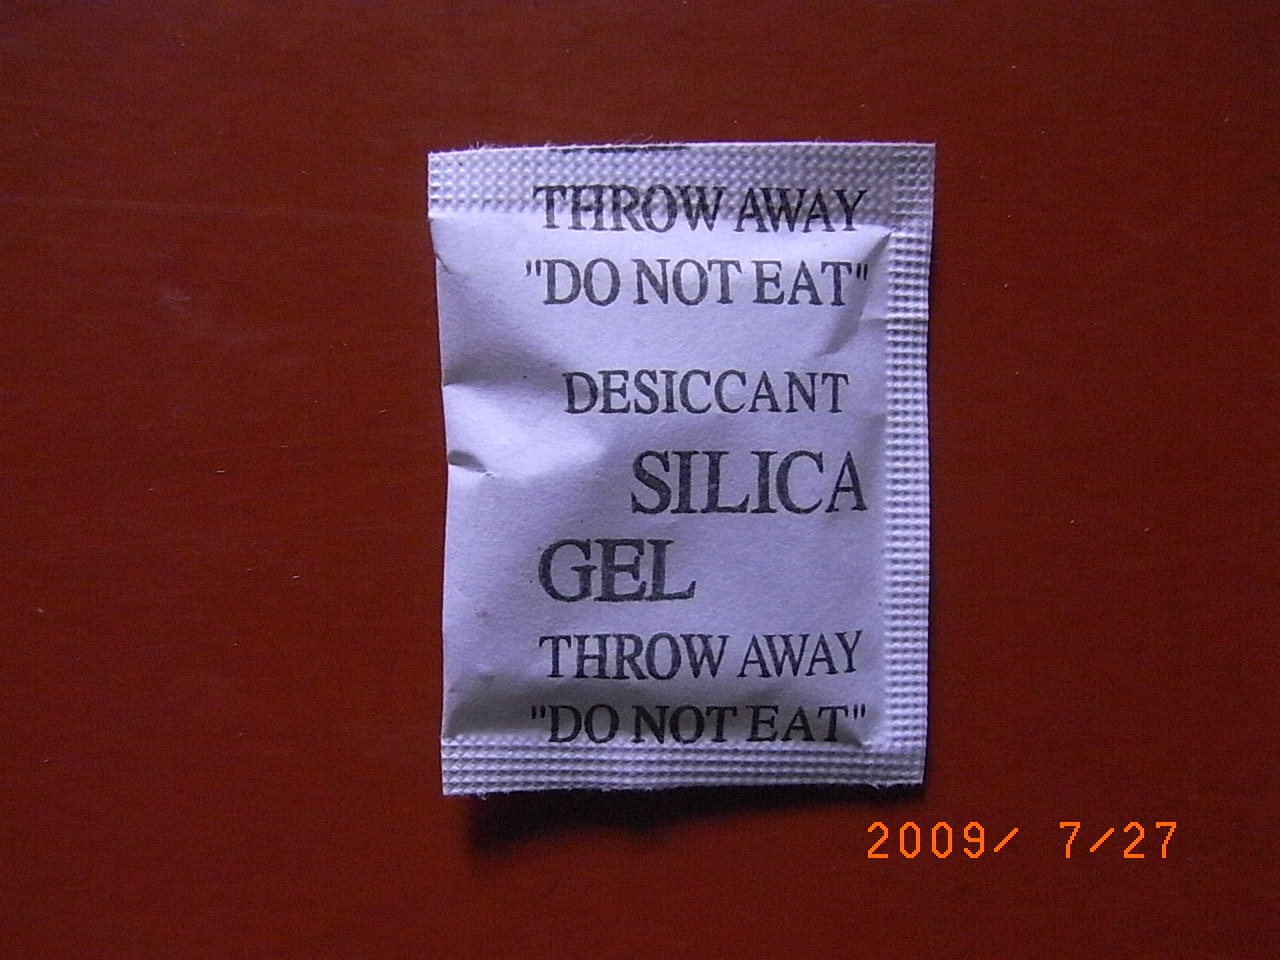 THROW AWAY
"DO NOT EAT"
DESICCANT
SILICA
GEL
THROW AWAY
"DO NOT EAT"
2009/ 7/27